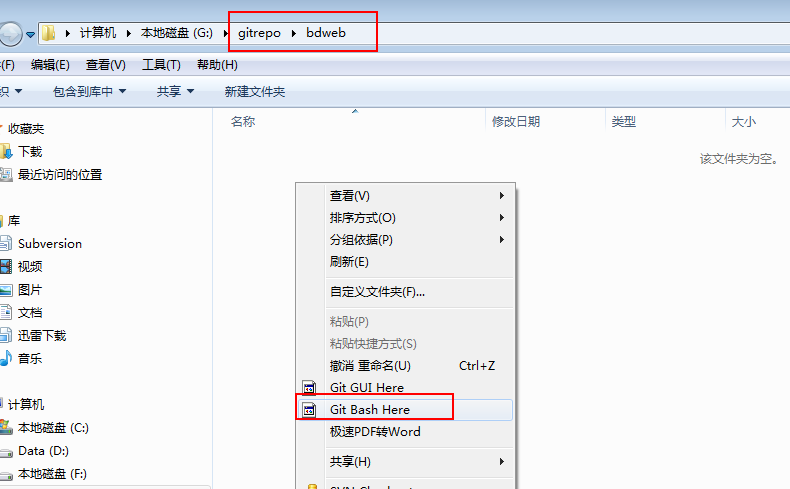 计算机 本地磁盘 (G:) gitrepo bdweb
(F) 编辑(E) 查看(V) 工具(T) 帮助(H)
织 包含到库中 共享 新建文件夹
收藏夹
下载
最近访问的位置
库
Subversion
视频
图片
文档
迅雷下载
音乐
计算机
本地磁盘 (C:)
Data (D:)
本地磁盘 (F:)
名称 修改日期 类型 大小
该文件夹为空。
查看(V)
排序方式(O)
分组依据(P)
刷新(E)
自定义文件夹(F)...
粘贴(P)
粘贴快捷方式(S)
撤消 重命名(U) Ctrl+Z
Git GUI Here
Git Bash Here
极速PDF转Word
共享(H)